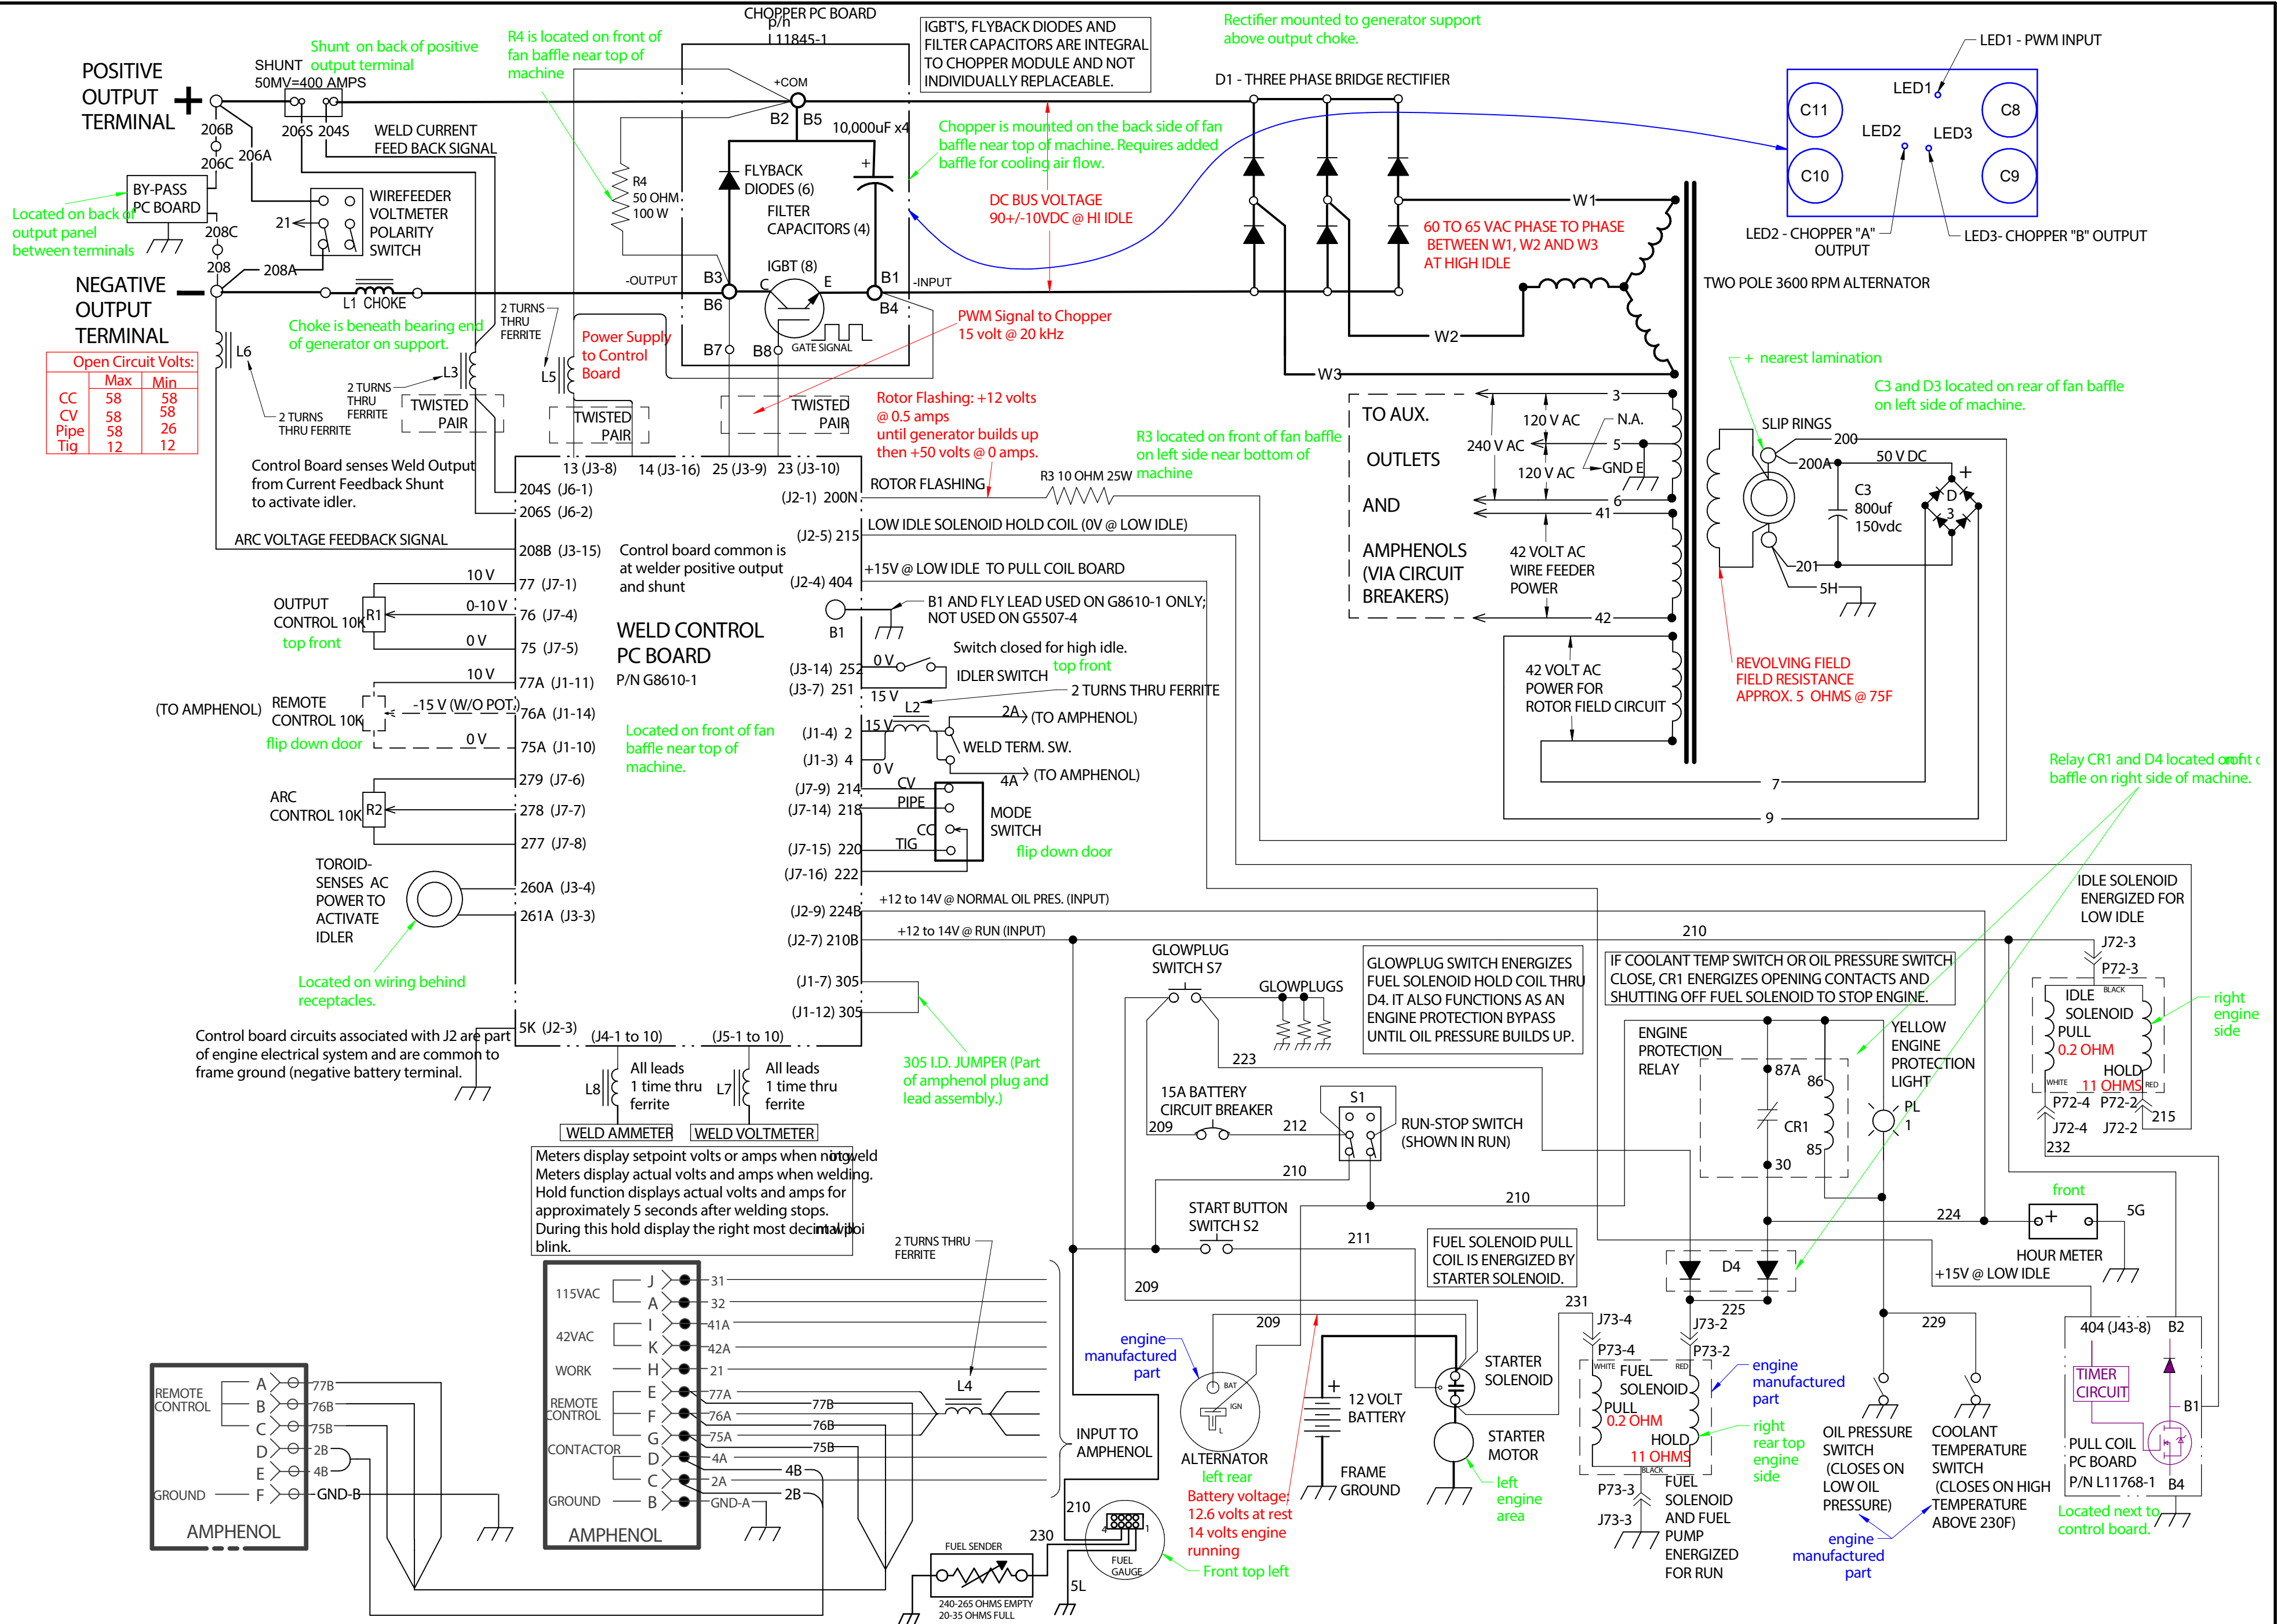 CHOPPER PC BOARD
p/n
L11845-1
R4 is located on front of
fan baffle near top of
machine
Shunt on back of positive
output terminal
SHUNT
50MV=400 AMPS
POSITIVE
OUTPUT
TERMINAL
+
206B
206C
206A
206S 204S
WELD CURRENT
FEED BACK SIGNAL
BY-PASS
PC BOARD
Located on back of
output panel
between terminals
208C
208
208A
21
WIREFEEDER
VOLTMETER
POLARITY
SWITCH
NEGATIVE
OUTPUT
TERMINAL
L1 CHOKE
Choke is beneath bearing end
of generator on support.
Open Circuit Volts:
Max Min
CC 58 58
CV 58 58
Pipe 58 26
Tig 12 12
L6
2 TURNS
THRU FERRITE
2 TURNS
THRU
FERRITE
L3
TWISTED
PAIR
2 TURNS
THRU
FERRITE
L5
Power Supply
to Control
Board
TWISTED
PAIR
TWISTED
PAIR
IGBT'S, FLYBACK DIODES AND
FILTER CAPACITORS ARE INTEGRAL
TO CHOPPER MODULE AND NOT
INDIVIDUALLY REPLACEABLE.
+COM
B2 B5
10,000uF x4
+
R4
50 OHM
100 W
FLYBACK
DIODES (6)
FILTER
CAPACITORS (4)
IGBT (8)
C E
-OUTPUT
B3
B6
B1
B4
-INPUT
B7
B8
GATE SIGNAL
PWM Signal to Chopper
15 volt @ 20 kHz
Chopper is mounted on the back side of fan
baffle near top of machine. Requires added
baffle for cooling air flow.
DC BUS VOLTAGE
90+/-10VDC @ HI IDLE
Rectifier mounted to generator support
above output choke.
D1 - THREE PHASE BRIDGE RECTIFIER
60 TO 65 VAC PHASE TO PHASE
BETWEEN W1, W2 AND W3
AT HIGH IDLE
W1
W2
W3
LED1 - PWM INPUT
C11
C10
C8
C9
LED1
LED2
LED3
LED2 - CHOPPER "A"
OUTPUT
LED3- CHOPPER "B" OUTPUT
TWO POLE 3600 RPM ALTERNATOR
+ nearest lamination
C3 and D3 located on rear of fan baffle
on left side of machine.
SLIP RINGS
200
200A
50 V DC
+
C3
800uf
150vdc
D
3
201
5H
REVOLVING FIELD
FIELD RESISTANCE
APPROX. 5 OHMS @ 75F
TO AUX.
OUTLETS
AND
AMPHENOLS
(VIA CIRCUIT
BREAKERS)
3
120 V AC
N.A.
240 V AC
5
120 V AC
GND E
6
41
42 VOLT AC
WIRE FEEDER
POWER
42
42 VOLT AC
POWER FOR
ROTOR FIELD CIRCUIT
7
9
Rotor Flashing: +12 volts
@ 0.5 amps
until generator builds up
then +50 volts @ 0 amps.
R3 located on front of fan baffle
on left side near bottom of
machine
R3 10 OHM 25W
ROTOR FLASHING
Control Board senses Weld Output
from Current Feedback Shunt
to activate idler.
ARC VOLTAGE FEEDBACK SIGNAL
13 (J3-8) 14 (J3-16) 25 (J3-9) 23 (J3-10)
204S (J6-1)
206S (J6-2)
208B (J3-15)
77 (J7-1)
76 (J7-4)
75 (J7-5)
77A (J1-11)
76A (J1-14)
75A (J1-10)
279 (J7-6)
278 (J7-7)
277 (J7-8)
260A (J3-4)
261A (J3-3)
5K (J2-3)
Control board common is
at welder positive output
and shunt
WELD CONTROL
PC BOARD
P/N G8610-1
Located on front of fan
baffle near top of
machine.
OUTPUT
CONTROL 10K
R1
top front
10 V
0-10 V
0 V
(TO AMPHENOL)
REMOTE
CONTROL 10K
flip down door
10 V
-15 V (W/O POT.)
0 V
ARC
CONTROL 10K
R2
TOROID-
SENSES AC
POWER TO
ACTIVATE
IDLER
Located on wiring behind
receptacles.
Control board circuits associated with J2 are part
of engine electrical system and are common to
frame ground (negative battery terminal.
(J2-1) 200N
(J2-5) 215
LOW IDLE SOLENOID HOLD COIL (0V @ LOW IDLE)
(J2-4) 404
+15V @ LOW IDLE TO PULL COIL BOARD
B1
B1 AND FLY LEAD USED ON G8610-1 ONLY;
NOT USED ON G5507-4
Switch closed for high idle.
(J3-14) 252
0 V
IDLER SWITCH
top front
(J3-7) 251
15 V
2 TURNS THRU FERRITE
L2
(J1-4) 2
15 V
2A
(TO AMPHENOL)
WELD TERM. SW.
(J1-3) 4
0 V
4A
(TO AMPHENOL)
(J7-9) 214
CV
(J7-14) 218
PIPE
CC
(J7-15) 220
TIG
(J7-16) 222
MODE
SWITCH
flip down door
(J2-9) 224B
+12 to 14V @ NORMAL OIL PRES. (INPUT)
(J2-7) 210B
+12 to 14V @ RUN (INPUT)
(J1-7) 305
(J1-12) 305
305 I.D. JUMPER (Part
of amphenol plug and
lead assembly.)
(J4-1 to 10) (J5-1 to 10)
L8
All leads
1 time thru
ferrite
L7
All leads
1 time thru
ferrite
WELD AMMETER
WELD VOLTMETER
Meters display setpoint volts or amps when not weld
Meters display actual volts and amps when welding.
Hold function displays actual volts and amps for
approximately 5 seconds after welding stops.
During this hold display the right most decimal
blink.
GLOWPLUG
SWITCH S7
GLOWPLUGS
223
GLOWPLUG SWITCH ENERGIZES
FUEL SOLENOID HOLD COIL THRU
D4. IT ALSO FUNCTIONS AS AN
ENGINE PROTECTION BYPASS
UNTIL OIL PRESSURE BUILDS UP.
15A BATTERY
CIRCUIT BREAKER
209
212
S1
RUN-STOP SWITCH
(SHOWN IN RUN)
210
210
START BUTTON
SWITCH S2
211
FUEL SOLENOID PULL
COIL IS ENERGIZED BY
STARTER SOLENOID.
210
IF COOLANT TEMP SWITCH OR OIL PRESSURE SWITCH
CLOSE, CR1 ENERGIZES OPENING CONTACTS AND
SHUTTING OFF FUEL SOLENOID TO STOP ENGINE.
Relay CR1 and D4 located on
baffle on right side of machine.
ENGINE
PROTECTION
RELAY
87A
86
CR1
85
30
YELLOW
ENGINE
PROTECTION
LIGHT
PL
1
IDLE SOLENOID
ENERGIZED FOR
LOW IDLE
J72-3
P72-3
BLACK
IDLE
SOLENOID
PULL
0.2 OHM
HOLD
11 OHMS
WHITE
RED
right
engine
side
P72-4 P72-2
J72-4 J72-2
215
232
224
front
+
5G
HOUR METER
D4
225
+15V @ LOW IDLE
229
404 (J43-8) B2
TIMER
CIRCUIT
B1
PULL COIL
PC BOARD
P/N L11768-1
B4
Located next to
control board.
OIL PRESSURE
SWITCH
(CLOSES ON
LOW OIL
PRESSURE)
COOLANT
TEMPERATURE
SWITCH
(CLOSES ON HIGH
TEMPERATURE
ABOVE 230F)
engine
manufactured
part
231
J73-4
P73-4
J73-2
P73-2
WHITE
RED
FUEL
SOLENOID
PULL
0.2 OHM
HOLD
11 OHMS
BLACK
P73-3
J73-3
engine
manufactured
part
right
rear top
engine
side
FUEL
SOLENOID
AND FUEL
PUMP
ENERGIZED
FOR RUN
209
209
engine
manufactured
part
BAT
IGN
L
ALTERNATOR
left rear
Battery voltage;
12.6 volts at rest
14 volts engine
running
+
12 VOLT
BATTERY
FRAME
GROUND
STARTER
SOLENOID
STARTER
MOTOR
left
engine
area
2 TURNS THRU
FERRITE
L4
INPUT TO
AMPHENOL
115VAC
J 31
A 32
42VAC
I 41A
K 42A
WORK H 21
REMOTE
CONTROL
E 77A
F 76A
G 75A
CONTACTOR
D 4A
C 2A
GROUND B GND-A
AMPHENOL
77B
76B
75B
4B
2B
REMOTE
CONTROL
A 77B
B 76B
C 75B
D 2B
E 4B
GROUND F GND-B
AMPHENOL
210
230
4 1
FUEL
GAUGE
Front top left
5L
FUEL SENDER
240-265 OHMS EMPTY
20-35 OHMS FULL